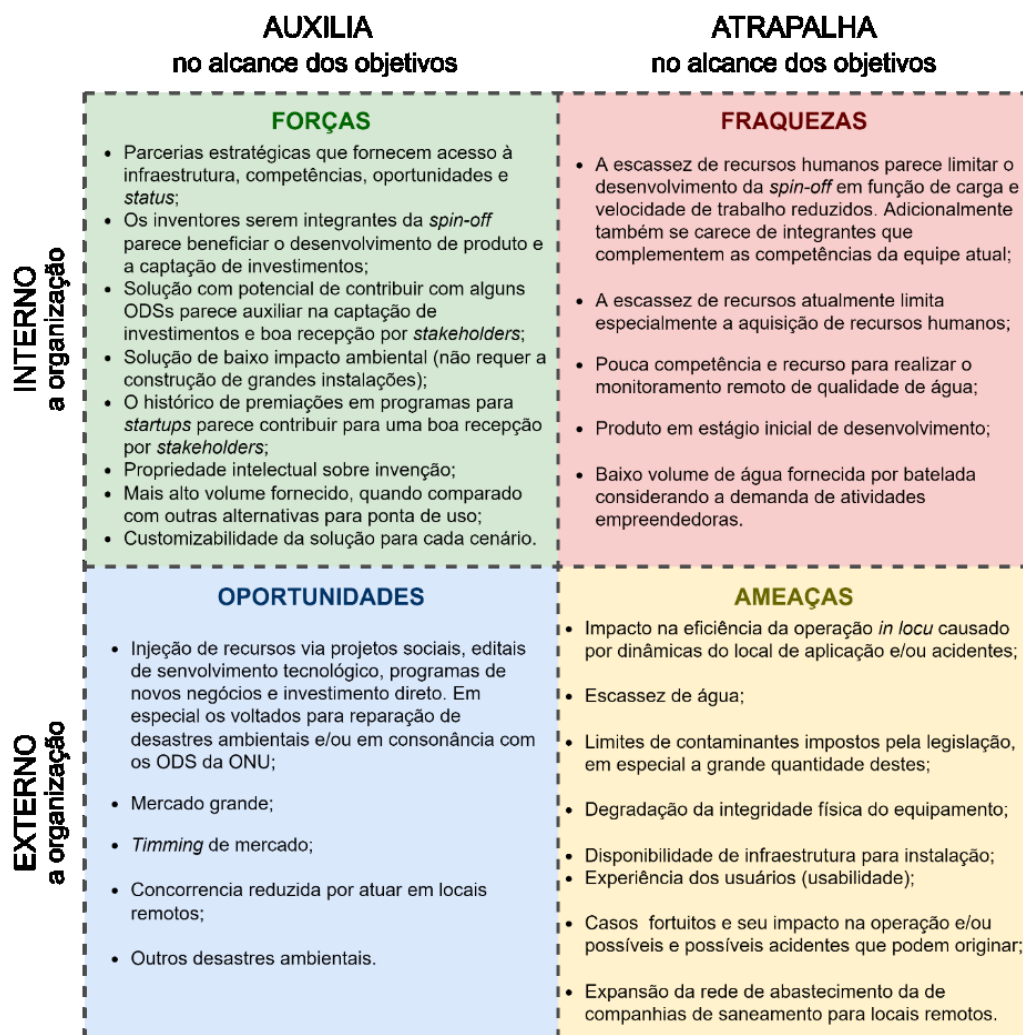 AUXILIA
no alcance dos objetivos
ATRAPALHA
no alcance dos objetivos
INTERNO
a organização
FORÇAS
• Parcerias estratégicas que fornecem acesso à
infraestrutura, competências, oportunidades e
status;
• Os inventores serem integrantes da spin-off
parece beneficiar o desenvolvimento de produto e
a captação de investimentos;
• Solução com potencial de contribuir com alguns
ODSs parece auxiliar na captação de
investimentos e boa recepção por stakeholders;
• Solução de baixo impacto ambiental (não requer a
construção de grandes instalações);
• O histórico de premiações em programas para
startups parece contribuir para uma boa recepção
por stakeholders;
• Propriedade intelectual sobre invenção;
• Mais alto volume fornecido, quando comparado
com outras alternativas para ponta de uso;
• Customizabilidade da solução para cada cenário.
FRAQUEZAS
• A escassez de recursos humanos parece limitar o
desenvolvimento da spin-off em função de carga e
velocidade de trabalho reduzidos. Adicionalmente
também se carece de integrantes que
complementem as competências da equipe atual;
• A escassez de recursos atualmente limita
especialmente a aquisição de recursos humanos;
• Pouca competência e recurso para realizar o
monitoramento remoto de qualidade de água;
• Produto em estágio inicial de desenvolvimento;
• Baixo volume de água fornecida por batelada
considerando a demanda de atividades
empreendedoras.
EXTERNO
a organização
OPORTUNIDADES
• Injeção de recursos via projetos sociais, editais
de senvolvimento tecnológico, programas de
novos negócios e investimento direto. Em
especial os voltados para reparação de
desastres ambientais e/ou em consonância com
os ODS da ONU;
• Mercado grande;
• Timming de mercado;
• Concorrencia reduzida por atuar em locais
remotos;
• Outros desastres ambientais.
AMEAÇAS
• Impacto na eficiência da operação in locu causado
por dinâmicas do local de aplicação e/ou acidentes;
• Escassez de água;
• Limites de contaminantes impostos pela legislação,
em especial a grande quantidade destes;
• Degradação da integridade física do equipamento;
• Disponibilidade de infraestrutura para instalação;
• Experiência dos usuários (usabilidade);
• Casos fortuitos e seu impacto na operação e/ou
possíveis e possíveis acidentes que podem originar;
• Expansão da rede de abastecimento da de
companhias de saneamento para locais remotos.